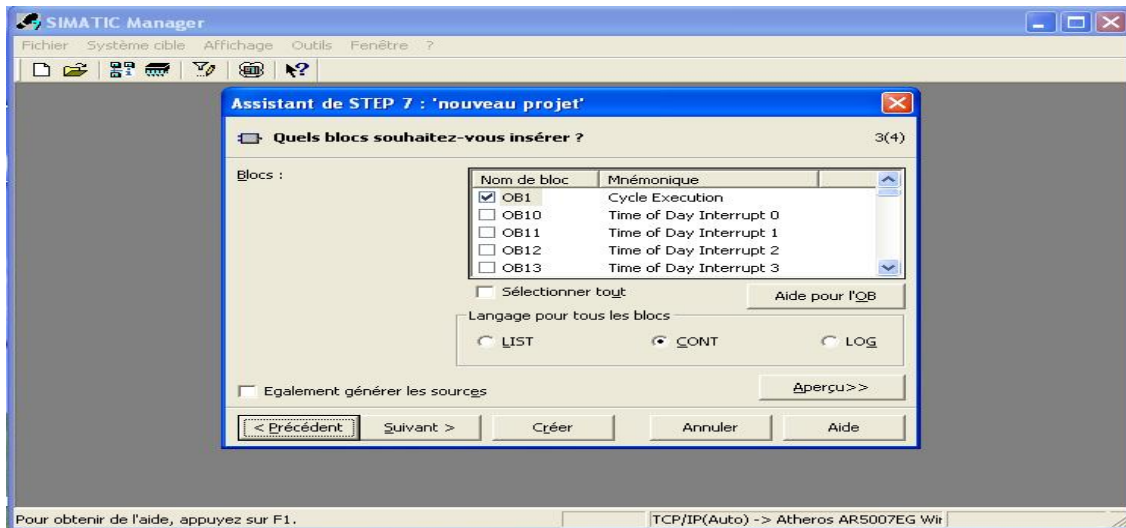 SIMATIC Manager
Fichier Système cible Affichage Outils Fenêtre ?
Assistant de STEP 7 : 'nouveau projet'
Quels blocs souhaitez-vous insérer ? 3(4)
Blocs :
Nom de bloc Mnémonique
OB1 Cycle Execution
OB10 Time of Day Interrupt 0
OB11 Time of Day Interrupt 1
OB12 Time of Day Interrupt 2
OB13 Time of Day Interrupt 3
Sélectionner tout Aide pour l'OB
Langage pour tous les blocs
LIST CONT LOG
Egalement générer les sources Aperçu>>
< Précédent Suivant > Créer Annuler Aide
Pour obtenir de l'aide, appuyez sur F1. TCP/IP(Auto) -> Atheros AR5007EG Wir